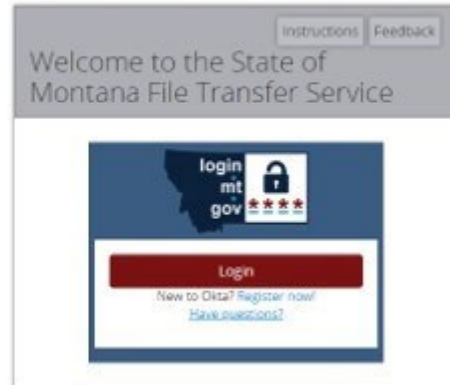 Instructions Feedback
Welcome to the State of
Montana File Transfer Service
login
mt
gov ****
Login
New to Okta? Register now!
Have questions?